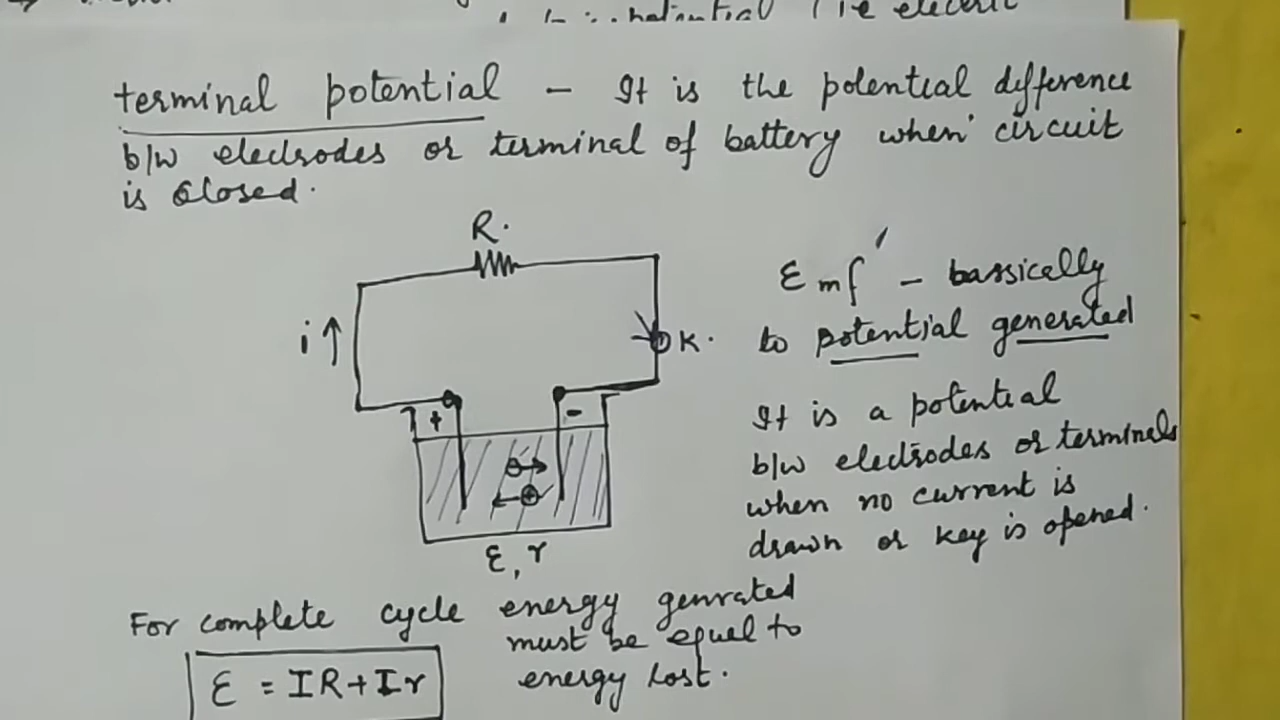 (i.e electric
terminal potential - It is the potential difference
b/w electrodes or terminal of battery when circuit
is closed.
R.
i
K.
+
-
ε, r
Emf - bassically
to potential generated
It is a potential
b/w electrodes or terminals
when no current is
drawn or key is opened.
For complete cycle energy genrated
must be equal to
energy lost.
ε = IR + Ir